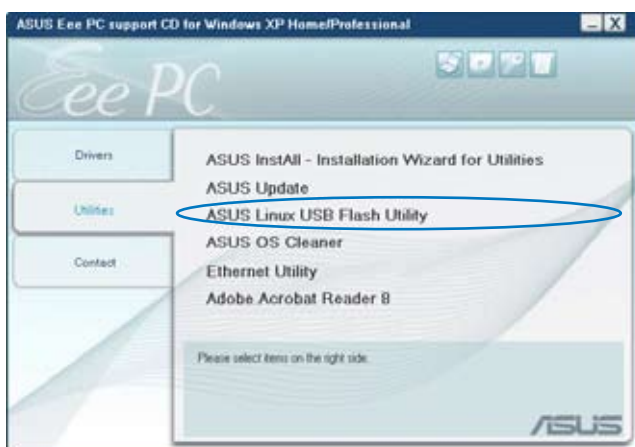 ASUS Eee PC support CD for Windows XP Home/Professional
Eee PC
Drivers
Utilities
Contact
ASUS InstAll - Installation Wizard for Utilities
ASUS Update
ASUS Linux USB Flash Utility
ASUS OS Cleaner
Ethernet Utility
Adobe Acrobat Reader 8
Please select items on the right side.
ASUS